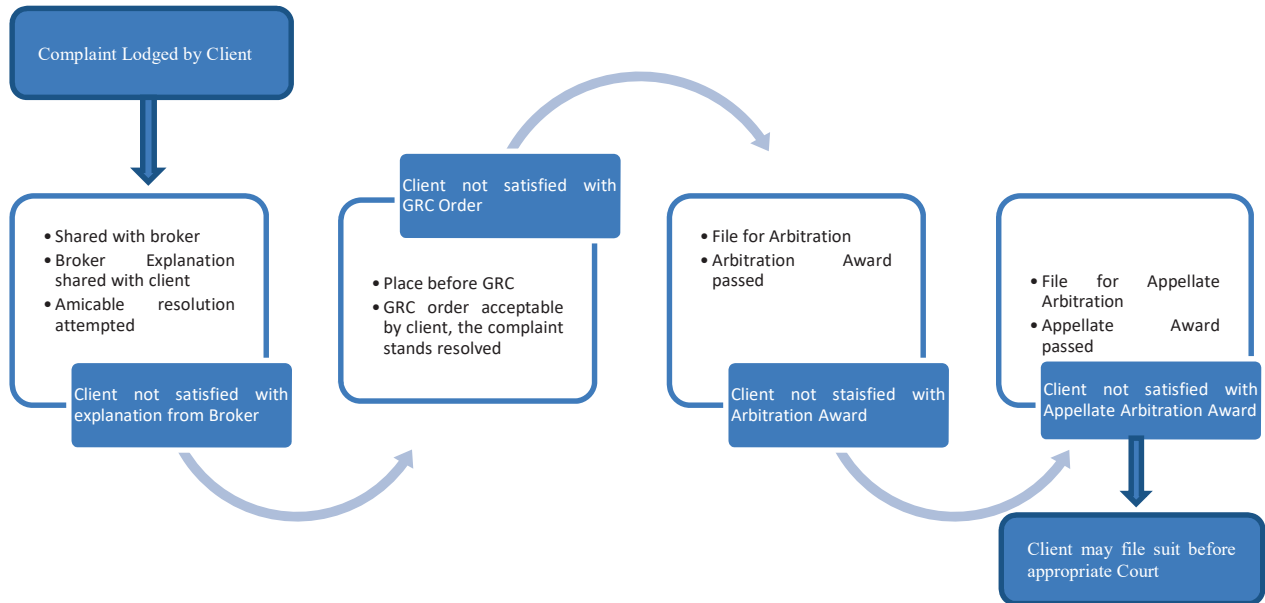 Complaint Lodged by Client
• Shared with broker
• Broker Explanation
shared with client
• Amicable resolution
attempted
Client not satisfied with
explanation from Broker
Client not satisfied with
GRC Order
• Place before GRC
• GRC order acceptable
by client, the complaint
stands resolved
• File for Arbitration
• Arbitration Award
passed
Client not staisfied with
Arbitration Award
• File for Appellate
Arbitration
• Appellate Award
passed
Client not satisfied with
Appellate Arbitration Award
Client may file suit before
appropriate Court